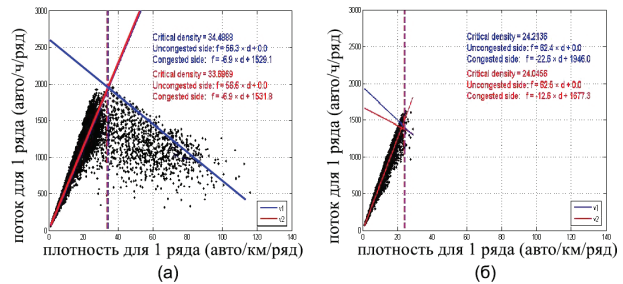 3000
2500
2000
1500
1000
500
0
0 20 40 60 80 100 120 140
поток для 1 ряда (авто/ч/ряд)
Critical density = 34.4888
Uncongested side: f = 56.3 × d + 0.0
Congested side: f = -6.9 × d + 1529.1
Critical density = 33.6969
Uncongested side: f = 56.6 × d + 0.0
Congested side: f = -6.9 × d + 1531.8
v1
v2
плотность для 1 ряда (авто/км/ряд)
(а)
3000
2500
2000
1500
1000
500
0
0 20 40 60 80 100 120 140
поток для 1 ряда (авто/ч/ряд)
Critical density = 24.2136
Uncongested side: f = 62.4 × d + 0.0
Congested side: f = -22.6 × d + 1946.0
Critical density = 24.0456
Uncongested side: f = 62.5 × d + 0.0
Congested side: f = -12.6 × d + 1677.3
v1
v2
плотность для 1 ряда (авто/км/ряд)
(б)